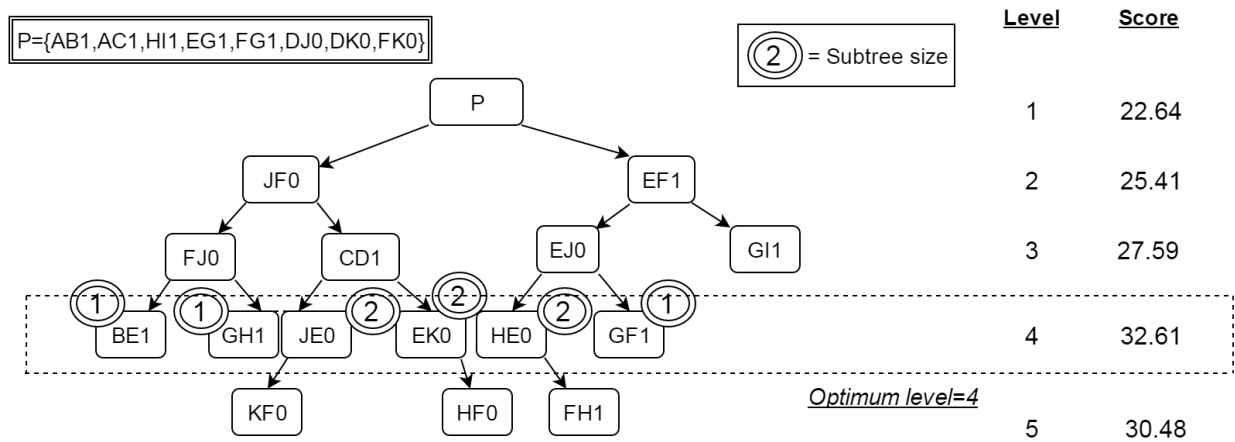 Level Score
P={AB1,AC1,HI1,EG1,FG1,DJ0,DK0,FK0}
2 = Subtree size
P
1 22.64
JF0 EF1
2 25.41
FJ0 CD1 EJ0 GI1
3 27.59
1 1 2 2 2 1
BE1 GH1 JE0 EK0 HE0 GF1
4 32.61
KF0 HF0 FH1
Optimum level=4
5 30.48